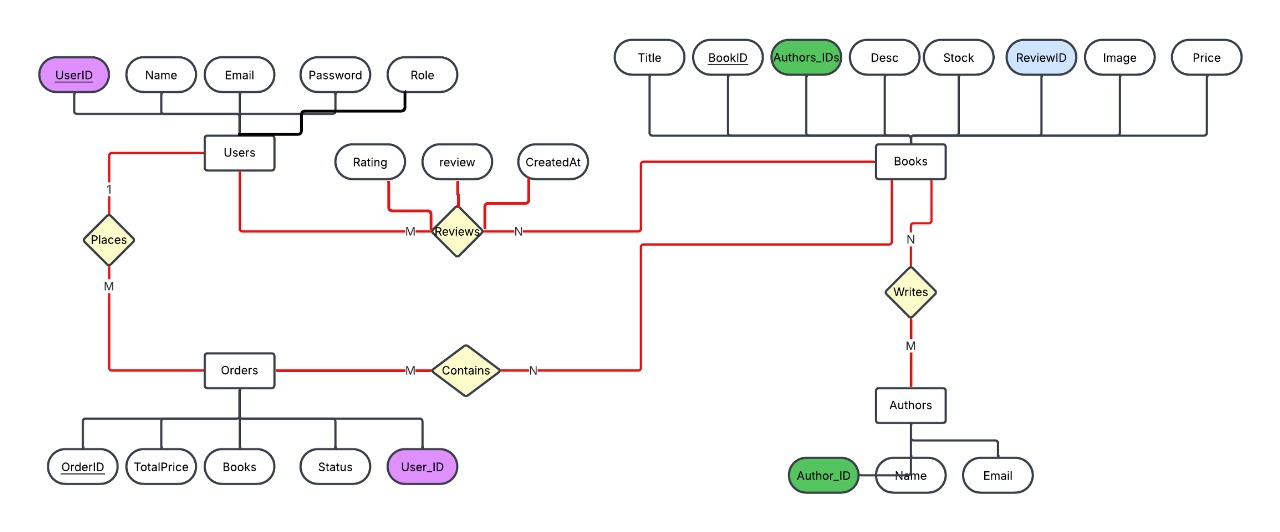 Title
BookID
Authors_IDs
Desc
Stock
ReviewID
Image
Price
UserID
Name
Email
Password
Role
Users
Books
Rating
review
CreatedAt
1
Places
M
M
Reviews
N
N
Writes
M
Orders
M
Contains
N
Authors
OrderID
TotalPrice
Books
Status
User_ID
Author_ID
Name
Email